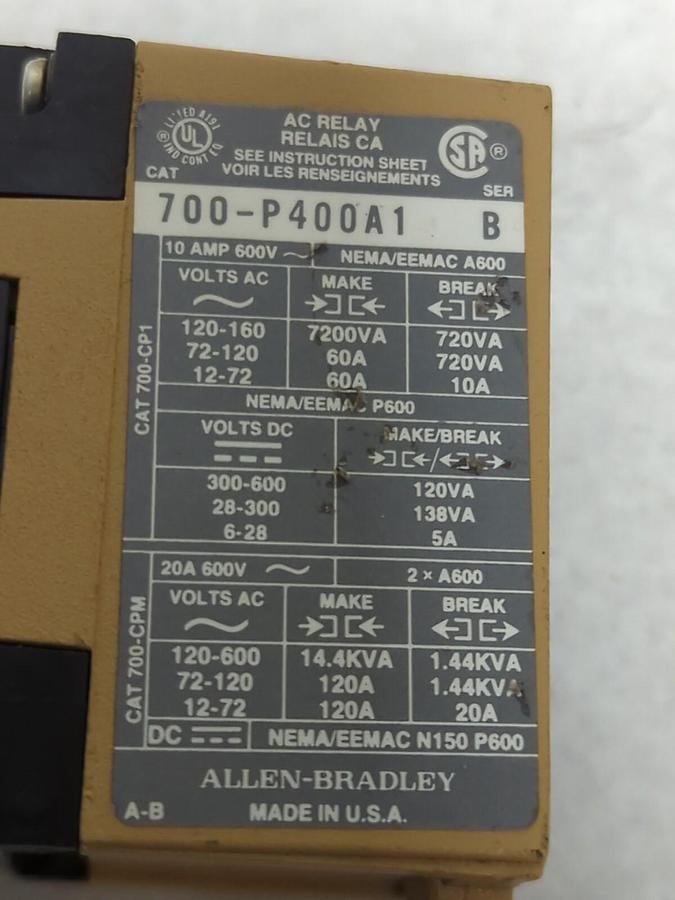 LISTED A191
UL
®
IND CONT EQ
AC RELAY
RELAIS CA
SEE INSTRUCTION SHEET
VOIR LES RENSEIGNEMENTS
SA ®
CAT
SER
700-P400A1 B
CAT 700-CP1
10 AMP 600V ~ NEMA/EEMAC A600
VOLTS AC MAKE BREAK
120-160 7200VA 720VA
72-120 60A 720VA
12-72 60A 10A
NEMA/EEMAC P600
VOLTS DC MAKE/BREAK
300-600 120VA
28-300 138VA
6-28 5A
CAT 700-CPM
20A 600V ~ 2 × A600
VOLTS AC MAKE BREAK
120-600 14.4KVA 1.44KVA
72-120 120A 1.44KVA
12-72 120A 20A
DC NEMA/EEMAC N150 P600
ALLEN-BRADLEY
A-B MADE IN U.S.A.